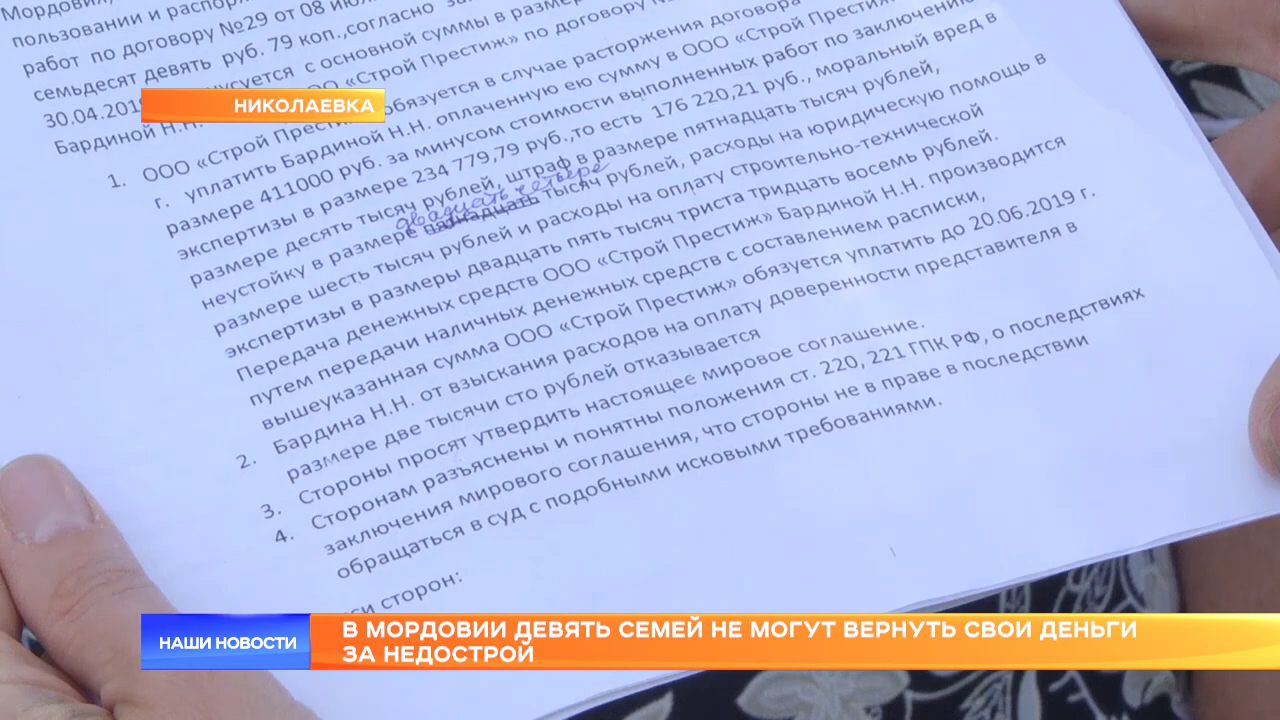 Мордовии,
пользовании и
работ по договору №29 от 08
семьдесят девять руб. 79 коп.,согласно
с основной суммы в
ООО «Строй Престиж» по договору
Бардиной Н.Н.
1. ООО «Строй Престиж» обязуется в случае расторжения договора
г. уплатить Бардиной Н.Н. оплаченную ею сумму в ООО «Строй Престиж»
размере 411000 руб. за минусом стоимости выполненных работ по заключению
экспертизы в размере 234 779,79 руб.,то есть 176 220,21 руб., моральный вред в
размере десять тысяч рублей, штраф в размере пятнадцать тысяч рублей,
двадцать четыре
неустойку в размере пятнадцать тысяч рублей, расходы на юридическую помощь в
размере шесть тысяч рублей и расходы на оплату строительно-технической
экспертизы в размеры двадцать пять тысяч триста тридцать восемь рублей.
Передача денежных средств ООО «Строй Престиж» Бардиной Н.Н. производится
путем передачи наличных денежных средств с составлением расписки,
вышеуказанная сумма ООО «Строй Престиж» обязуется уплатить до 20.06.2019 г.
2. Бардина Н.Н. от взыскания расходов на оплату доверенности представителя в
размере две тысячи сто рублей отказывается
3. Стороны просят утвердить настоящее мировое соглашение.
4. Сторонам разъяснены и понятны положения ст. 220, 221 ГПК РФ, о последствиях
заключения мирового соглашения, что стороны не в праве в последствии
обращаться в суд с подобными исковыми требованиями.
сторон:
НИКОЛАЕВКА
НАШИ НОВОСТИ
В МОРДОВИИ ДЕВЯТЬ СЕМЕЙ НЕ МОГУТ ВЕРНУТЬ СВОИ ДЕНЬГИ
ЗА НЕДОСТРОЙ